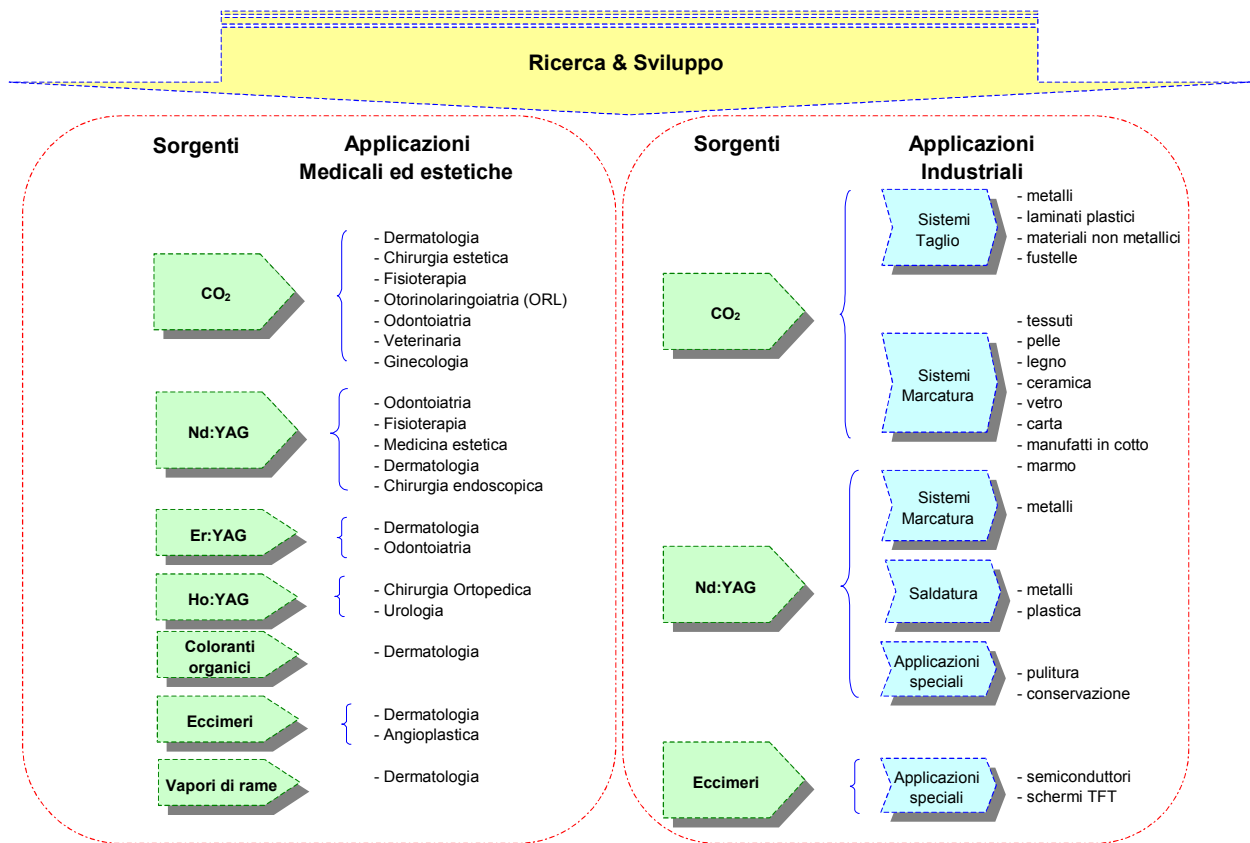 Ricerca & Sviluppo
Sorgenti
Applicazioni
Medicali ed estetiche
CO₂
- Dermatologia
- Chirurgia estetica
- Fisioterapia
- Otorinolaringoiatria (ORL)
- Odontoiatria
- Veterinaria
- Ginecologia
Nd:YAG
- Odontoiatria
- Fisioterapia
- Medicina estetica
- Dermatologia
- Chirurgia endoscopica
Er:YAG
- Dermatologia
- Odontoiatria
Ho:YAG
- Chirurgia Ortopedica
- Urologia
Coloranti
organici
- Dermatologia
Eccimeri
- Dermatologia
- Angioplastica
Vapori di rame
- Dermatologia
Sorgenti
Applicazioni
Industriali
CO₂
Sistemi
Taglio
- metalli
- laminati plastici
- materiali non metallici
- fustelle
Sistemi
Marcatura
- tessuti
- pelle
- legno
- ceramica
- vetro
- carta
- manufatti in cotto
- marmo
Nd:YAG
Sistemi
Marcatura
- metalli
Saldatura
- metalli
- plastica
Applicazioni
speciali
- pulitura
- conservazione
Eccimeri
Applicazioni
speciali
- semiconduttori
- schermi TFT